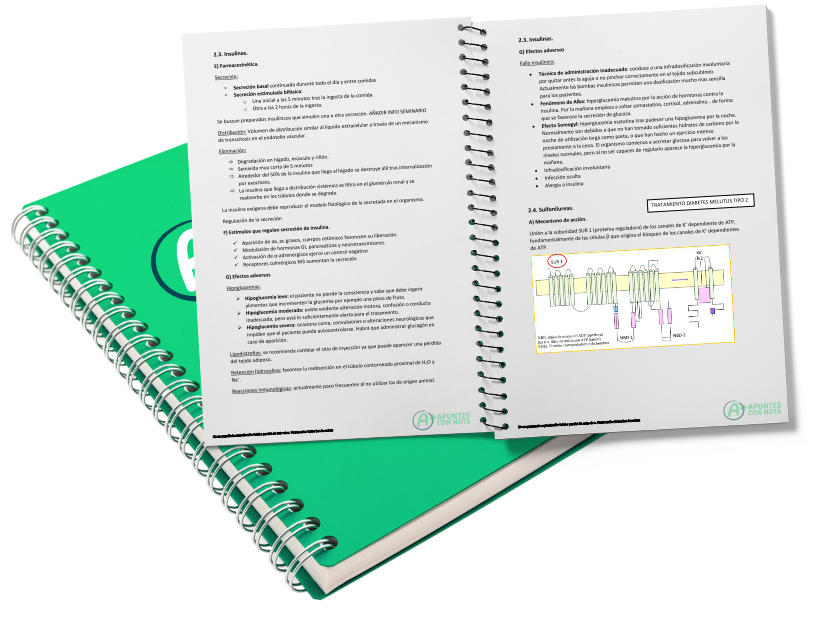 2.3. Insulinas.
E) Farmacocinética.
Secreción:
Secreción basal continuado durante todo el día y entre comidas
Secreción estimulada bifásica:
Una inicial a las 5 minutos tras la ingesta de la comida.
Otro a las 2 horas de la ingesta.
Se buscan preparados insulínicos que simulen una u otra secreción. AÑADIR INFO SEMINARIO
Distribución: Volumen de distribución similar al líquido extracelular a través de un mecanismo
de transcitosis en el endotelio vascular.
Eliminación:
Degradación en hígado, músculo y riñón.
Semivida muy corta de 5 minutos
Alrededor del 50% de la insulina que llega al hígado se destruye allí tras internalización
por exocitosis.
La insulina que llega a distribución sistémica se filtra en el glomérulo renal y se
reabsorbe en los túbulos donde se degrada.
La insulina exógena debe reproducir el modelo fisiológico de la secretada en el organismo.
Regulación de la secreción
F) Estímulos que regulan secreción de insulina.
Aparición de aa, ac grasos, cuerpos cetónicos favorecen su liberación.
Modulación de hormonas GI, pancreáticas y neurotransmisores.
Activación de α-adrenérgicos ejerce un control negativo
Receptores colinérgicos M3 aumentan la secreción
G) Efectos adversos
Hipoglucemias:
Hipoglucemia leve: el paciente no pierde la consciencia y sabe que debe ingerir
alimentos que incrementen la glucemia por ejemplo una pieza de fruta.
Hipoglucemia moderada: existe evidente alteración motora, confusión o conducta
inadecuada, pero está lo suficientemente alerta para el tratamiento.
Hipoglucemia severa: ocasiona coma, convulsiones o alteraciones neurológicas que
impiden que el paciente pueda autocontrolarse. Habrá que administrar glucagón en
caso de aparición.
Lipodistrofias: se recomienda cambiar el sitio de inyección ya que puede aparecer una pérdida
del tejido adiposo.
Retención hidrosalina: favorece la reabsorción en el túbulo contorneado proximal de H₂O y
Na⁺.
Reacciones inmunológicas: actualmente poco frecuentes al no utilizar las de origen animal.
APUNTES
CON NOTA
2.3. Insulinas.
G) Efectos adversos
Fallo insulínico:
Técnica de administración inadecuada: conduce a una infradosificación involuntaria
por quitar antes la aguja o no pinchar correctamente en el tejido subcutáneo.
Actualmente las bombas insulínicas permiten una dosificación mucho mas sensilla
para los pacientes.
Fenómeno de Alba: hiperglucemia matutina por la acción de hormonas contra la
insulina. Por la mañana empieza a soltar somatostina, cortisol, adrenalina... de forma
que se favorece la secreción de glucosa .
Efecto Somogyi: hiperglucemia matutina tras padecer una hipoglucemia por la noche.
Normalmente son debidos a que no han tomado suficientes hidratos de carbono por la
noche de utilización larga como pasta, o que han hecho un ejercicio intenso
previamente a la cena. El organismo comienza a secretar glucosa para volver a los
niveles normales, pero al no ser capaces de regularlo aparece la hiperglucemia por la
mañana.
Infradosificación involuntaria
Infección oculta
Alergia a insulina
TRATAMIENTO DIABETES MELLITUS TIPO 2
2.4. Sulfonilureas.
A) Mecanismo de acción.
Unión a la subunidad SUR 1 (proteína reguladora) de los canales de K⁺ dependiente de ATP,
fundamentalmente de las células β que origina el bloqueo de los canales de K⁺ dependientes
de ATP.
SUR 1
NBD-1
NBD-2
APUNTES
CON NOTA